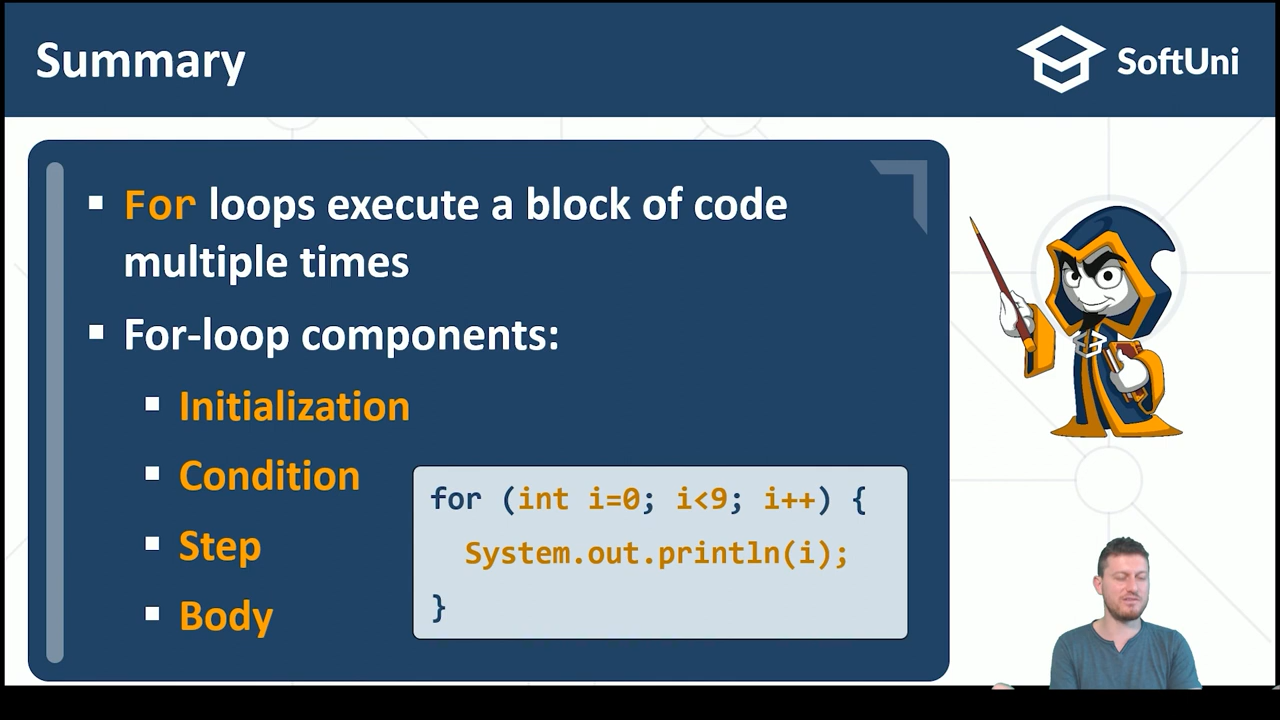 Summary
SoftUni
For loops execute a block of code
multiple times
For-loop components:
Initialization
Condition
Step
Body
for (int i=0; i<9; i++) {
System.out.println(i);
}